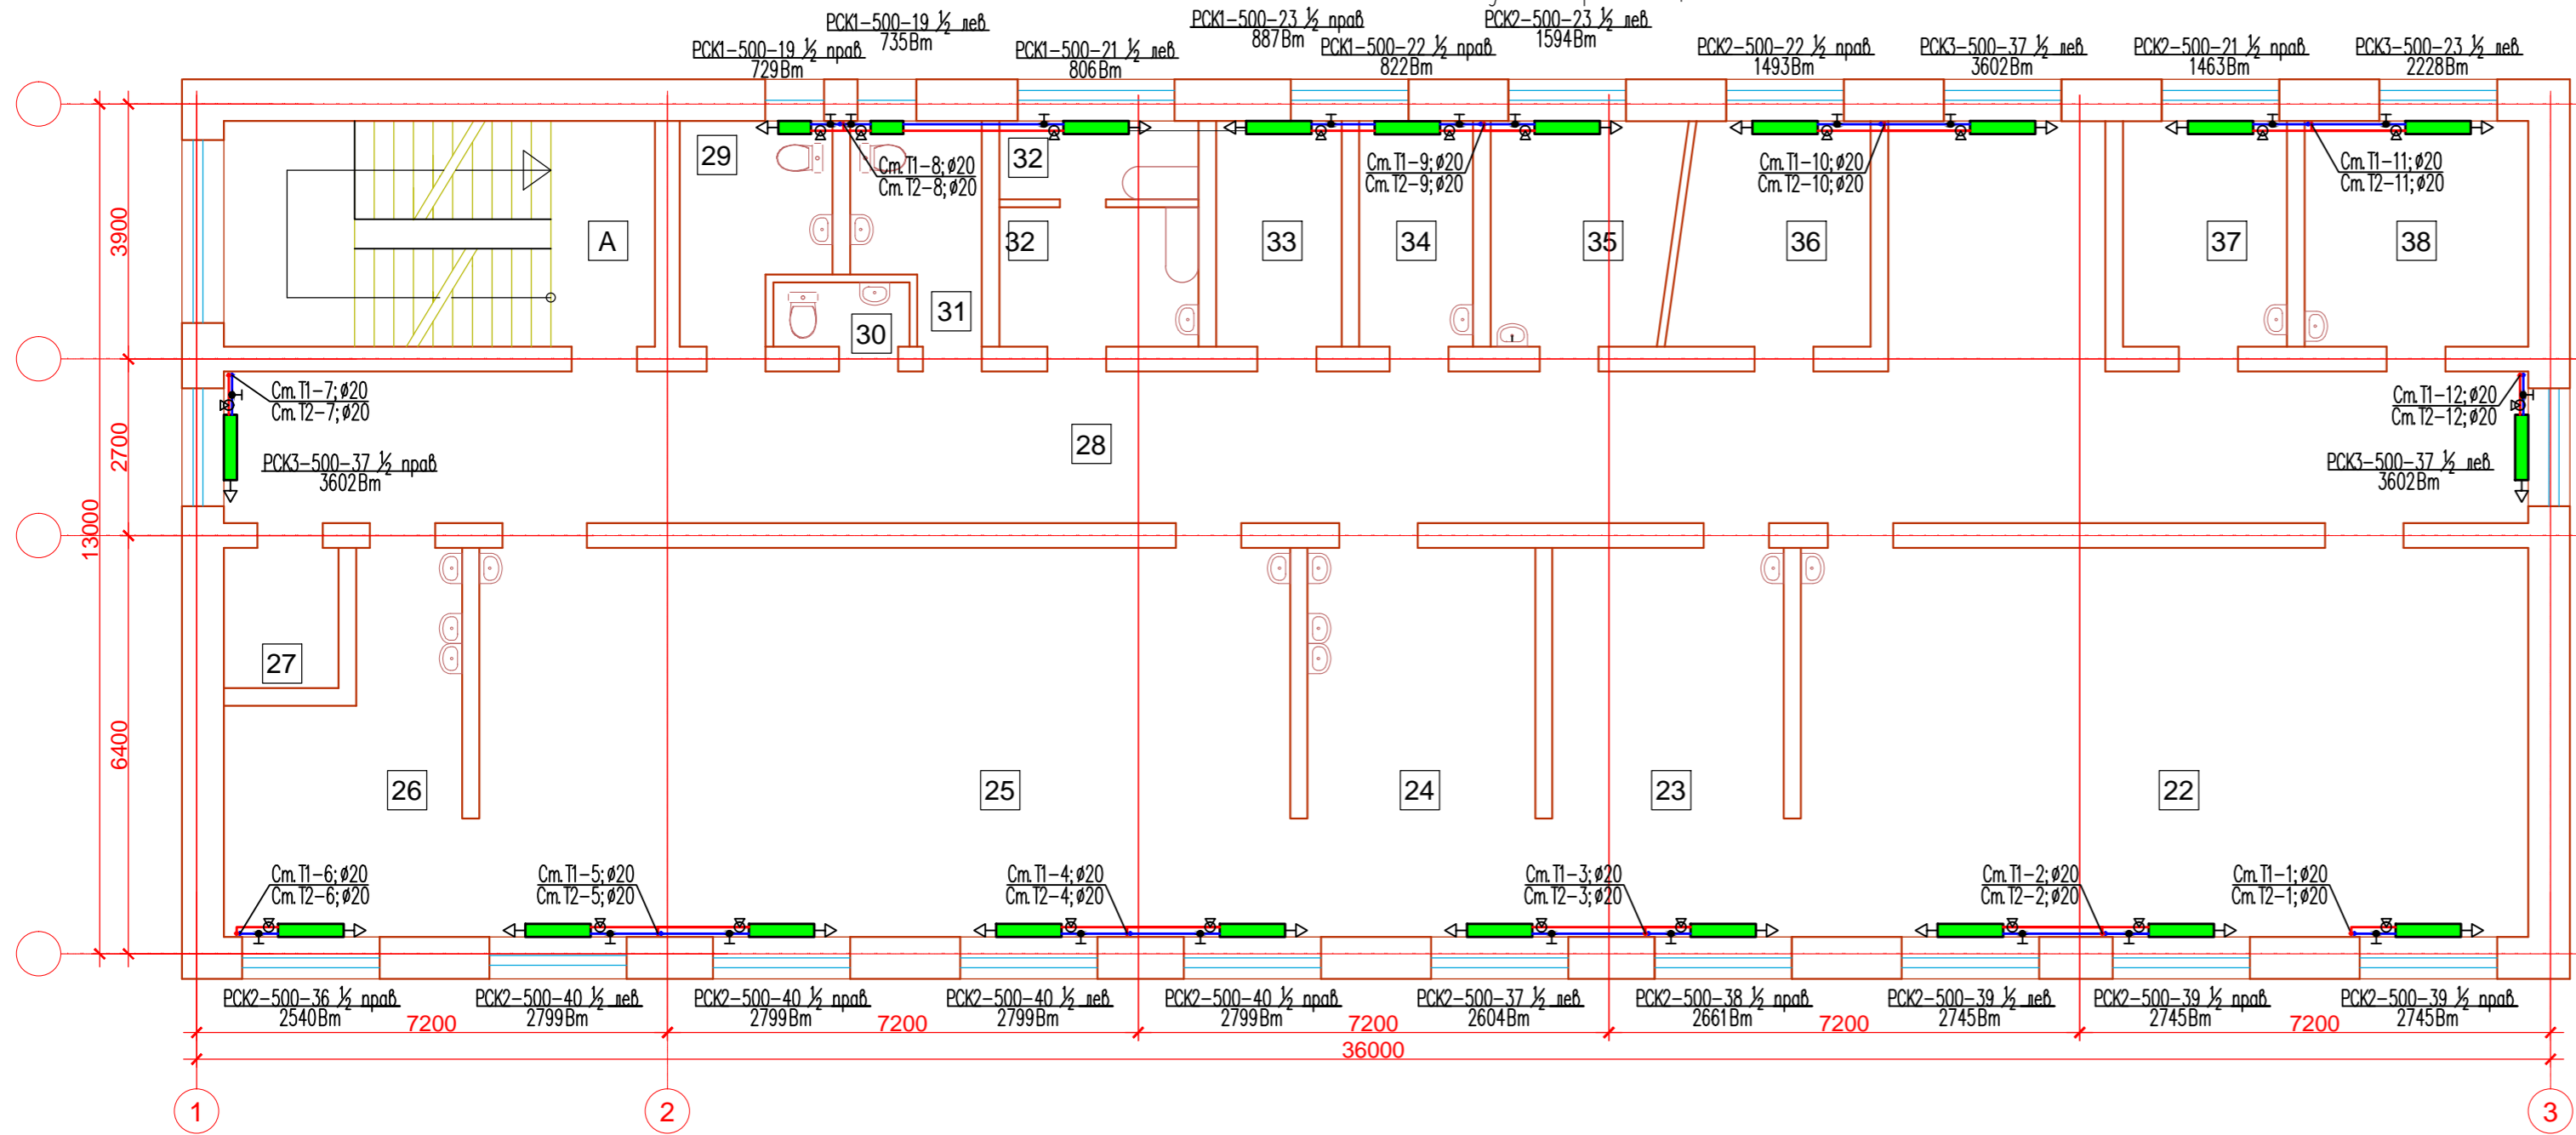 РСК1-500-19 ½ лев
735Вт
РСК1-500-23 ½ прав
887Вт
РСК2-500-23 ½ лев
1594Вт
РСК1-500-19 ½ прав
729Вт
РСК1-500-21 ½ лев
806Вт
РСК1-500-22 ½ прав
822Вт
РСК2-500-22 ½ прав
1493Вт
РСК3-500-37 ½ лев
3602Вт
РСК2-500-21 ½ прав
1463Вт
РСК3-500-23 ½ лев
2228Вт
29
32
Ст.Т1-8;ø20
Ст.Т2-8;ø20
Ст.Т1-9;ø20
Ст.Т2-9;ø20
Ст.Т1-10;ø20
Ст.Т2-10;ø20
Ст.Т1-11;ø20
Ст.Т2-11;ø20
3900
А
32
33
34
35
36
37
38
31
30
Ст.Т1-7;ø20
Ст.Т2-7;ø20
Ст.Т1-12;ø20
Ст.Т2-12;ø20
2700
28
РСК3-500-37 ½ прав
3602Вт
РСК3-500-37 ½ лев
3602Вт
13000
27
6400
26
25
24
23
22
Ст.Т1-6;ø20
Ст.Т2-6;ø20
Ст.Т1-5;ø20
Ст.Т2-5;ø20
Ст.Т1-4;ø20
Ст.Т2-4;ø20
Ст.Т1-3;ø20
Ст.Т2-3;ø20
Ст.Т1-2;ø20
Ст.Т2-2;ø20
Ст.Т1-1;ø20
Ст.Т2-1;ø20
РСК2-500-36 ½ прав
2540Вт
РСК2-500-40 ½ лев
2799Вт
РСК2-500-40 ½ прав
2799Вт
РСК2-500-40 ½ лев
2799Вт
РСК2-500-40 ½ прав
2799Вт
РСК2-500-37 ½ лев
2604Вт
РСК2-500-38 ½ прав
2661Вт
РСК2-500-39 ½ лев
2745Вт
РСК2-500-39 ½ прав
2745Вт
РСК2-500-39 ½ прав
2745Вт
7200
7200
7200
7200
7200
36000
1
2
3